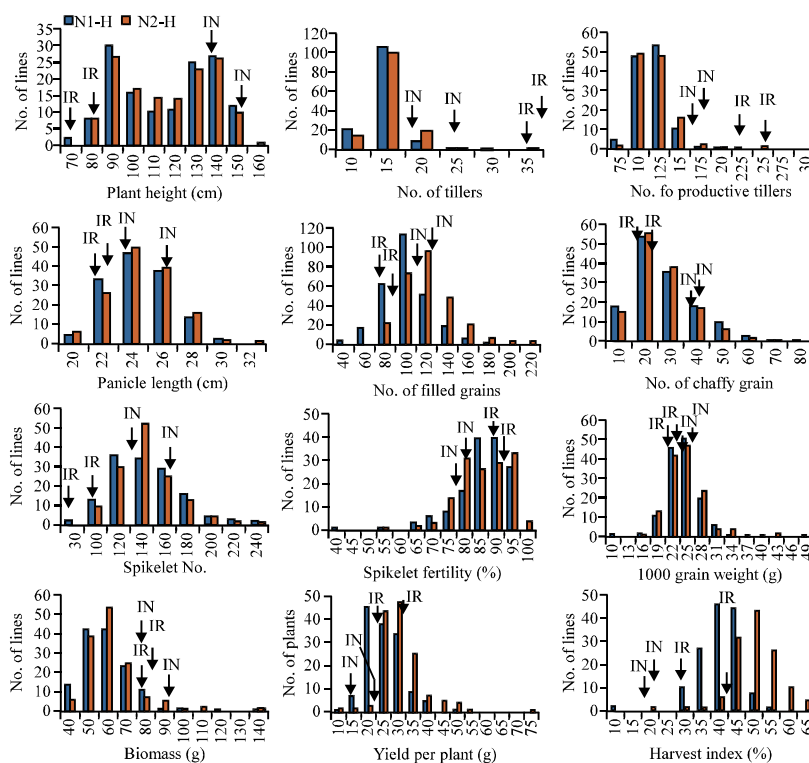 N1-H N2-H
No. of lines
35 30 25 20 15 10 5 0
IR IR IN IN
70 80 90 100 110 120 130 140 150 160
Plant height (cm)
No. of lines
120 100 80 60 40 20 0
IN IN IR IR
10 15 20 25 30 35
No. of tillers
No. of lines
60 50 40 30 20 10 0
IN IN IR IR
75 10 125 15 175 20 225 25 275 30
No. fo productive tillers
No. of lines
60 50 40 30 20 10 0
IR IR IN IN
20 22 24 26 28 30 32
Panicle length (cm)
No. of lines
120 100 80 60 40 20 0
IR IR IN IN
40 60 80 100 120 140 160 180 200 220
No. of filled grains
No. of lines
60 50 40 30 20 10 0
IR IR IN IN
10 20 30 40 50 60 70 80
No. of chaffy grain
No. of lines
60 50 40 30 20 10 0
IR IR IN IN
30 100 120 140 160 180 200 220 240
Spikelet No.
No. of lines
50 40 30 20 10 0
IN IN IR IR
40 45 55 60 65 70 75 80 85 90 95 100
Spikelet fertility (%)
No. of lines
60 50 40 30 20 10 0
IR IR IN IN
10 13 16 19 22 25 28 31 34 37 40 43 46 49
1000 grain weight (g)
No. of lines
60 50 40 30 20 10 0
IN IR IR IN
40 50 60 70 80 90 100 110 120 130 140
Biomass (g)
No. of plants
50 40 30 20 10 0
IN IN IR IR
10 15 20 25 30 35 40 45 50 55 75
Yield per plant (g)
No. of lines
50 40 30 20 10 0
IN IN IR IR
10 15 20 25 30 35 40 45 50 55 60 65
Harvest index (%)